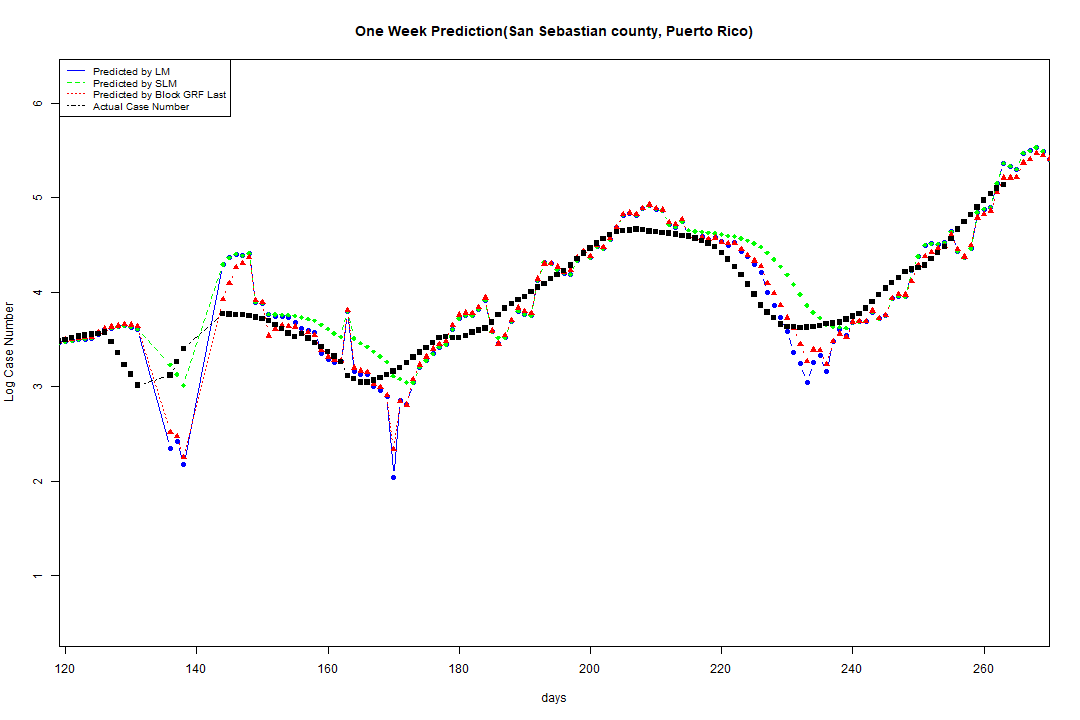 One Week Prediction(San Sebastian county, Puerto Rico)
Predicted by LM
Predicted by SLM
Predicted by Block GRF Last
Actual Case Number
Log Case Number
6
5
4
3
2
1
120 140 160 180 200 220 240 260
days